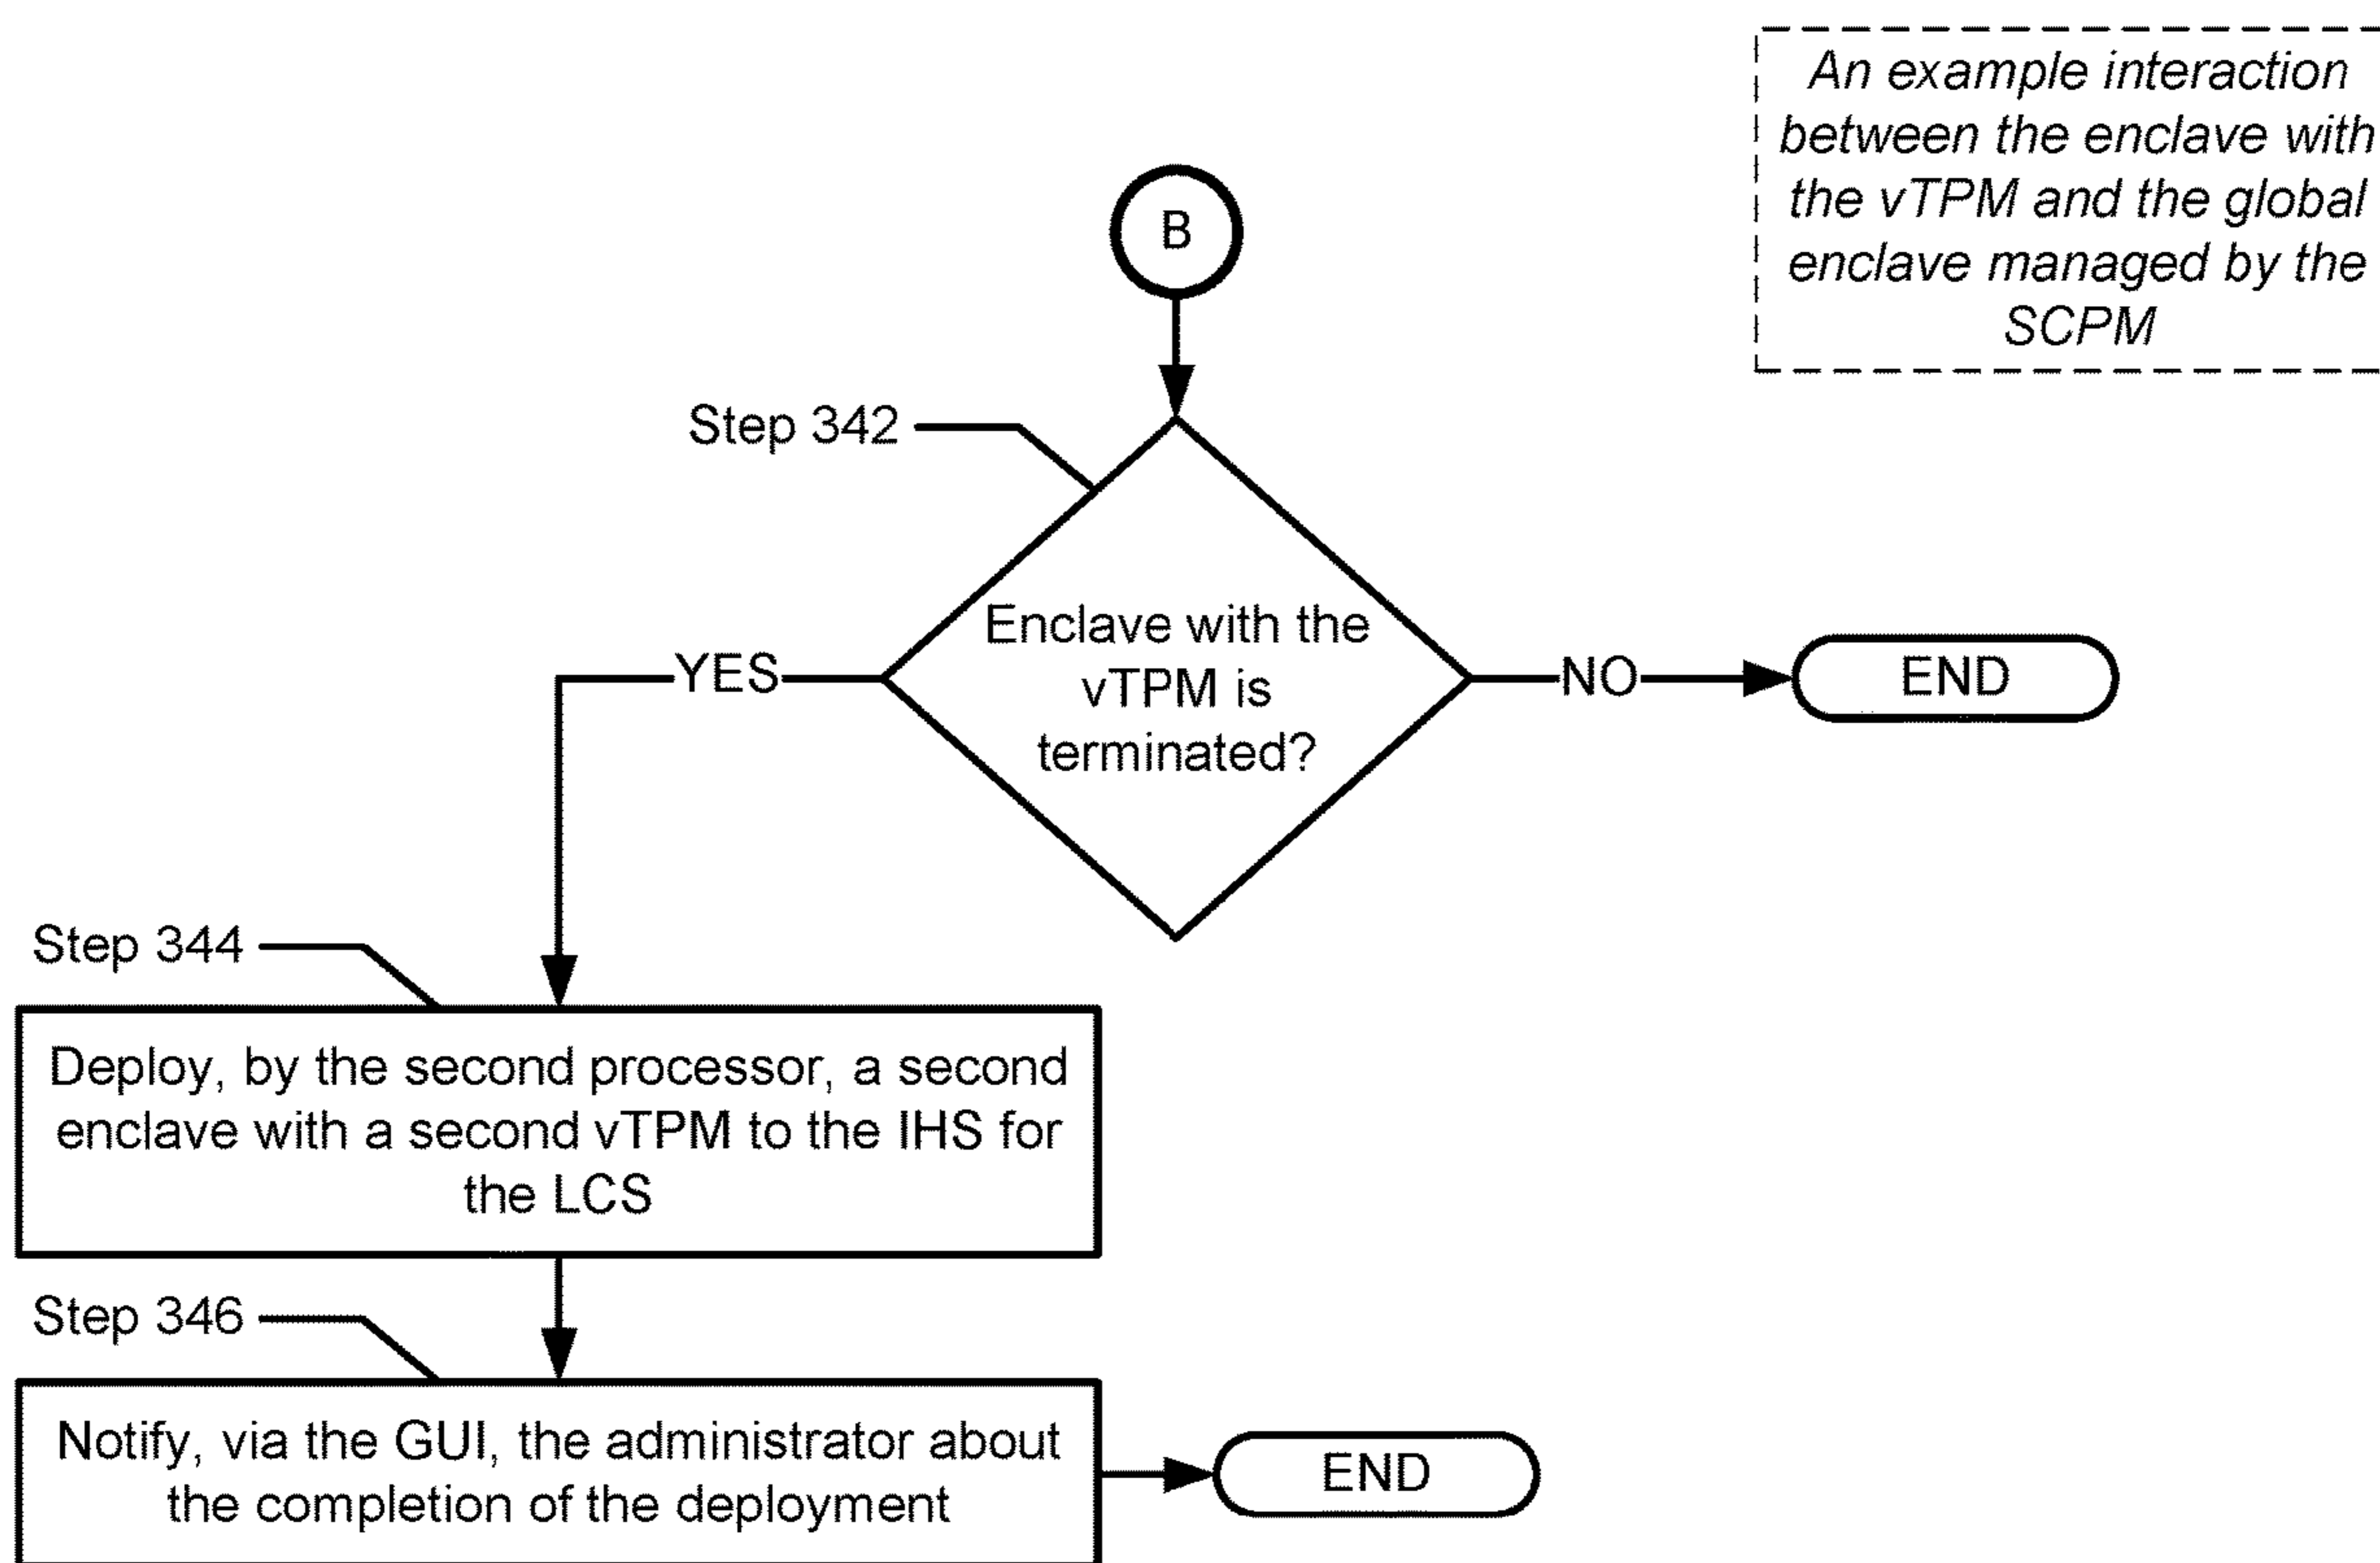 An example interaction
between the enclave with
the vTPM and the global
enclave managed by the
SCPM
B
Step 342
Enclave with the
vTPM is
terminated?
YES
NO
END
Step 344
Deploy, by the second processor, a second
enclave with a second vTPM to the IHS for
the LCS
Step 346
Notify, via the GUI, the administrator about
the completion of the deployment
END